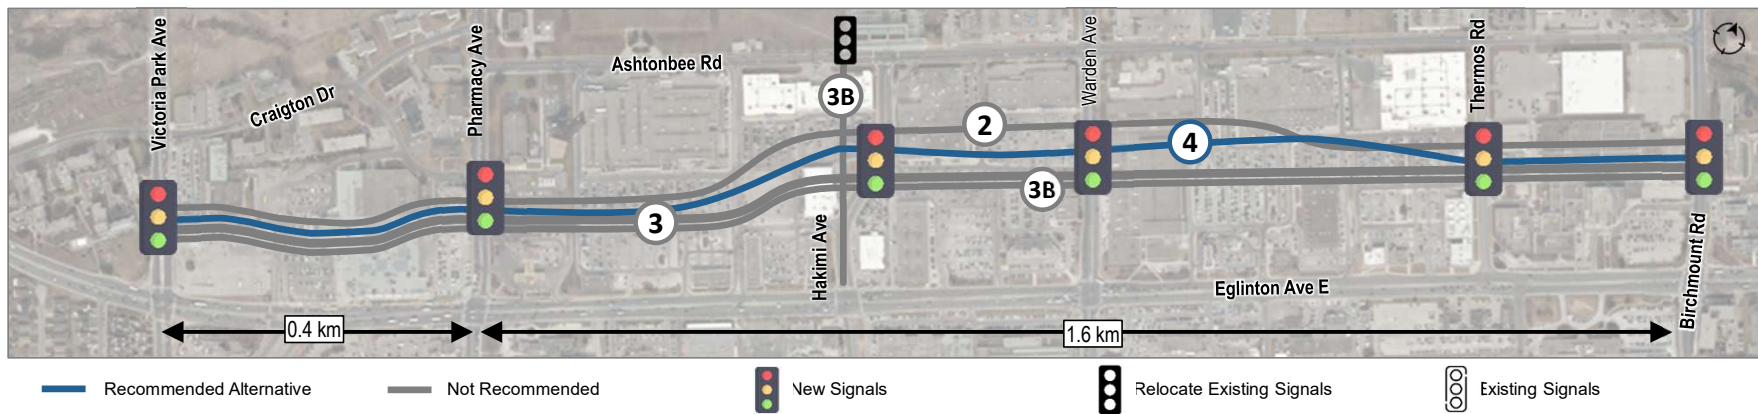 Victoria Park Ave
Craigton Dr
Pharmacy Ave
Ashtonbee Rd
3B
2
Warden Ave
4
Thermos Rd
3
3B
Hakimi Ave
Eglinton Ave E
Birchmount Rd
0.4 km
1.6 km
Recommended Alternative
Not Recommended
New Signals
Relocate Existing Signals
Existing Signals